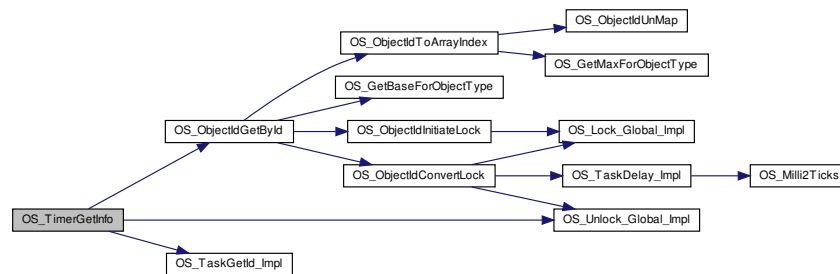 OS_ObjectIdUnMap
OS_ObjectIdToArrayIndex
OS_GetMaxForObjectType
OS_GetBaseForObjectType
OS_ObjectIdGetById
OS_ObjectIdInitiateLock
OS_Lock_Global_Impl
OS_ObjectIdConvertLock
OS_TaskDelay_Impl
OS_Milli2Ticks
OS_TimerGetInfo
OS_Unlock_Global_Impl
OS_TaskGetId_Impl